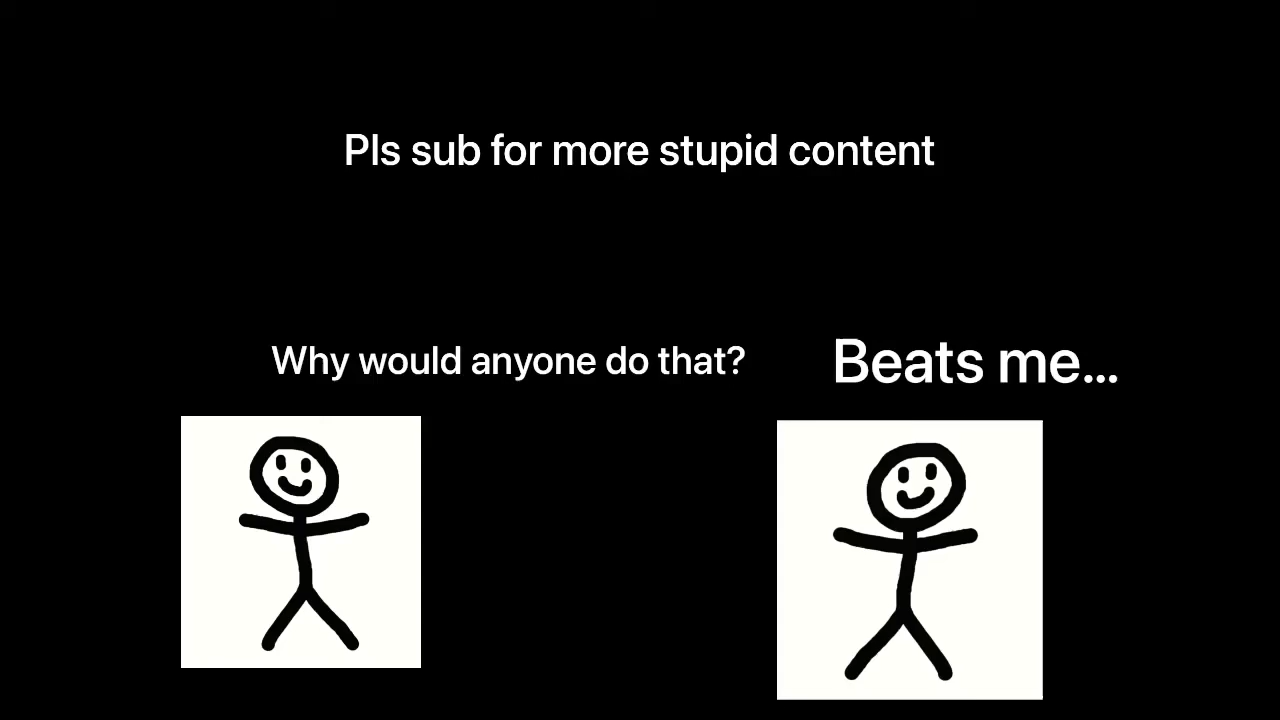 Pls sub for more stupid content
Why would anyone do that?
Beats me...